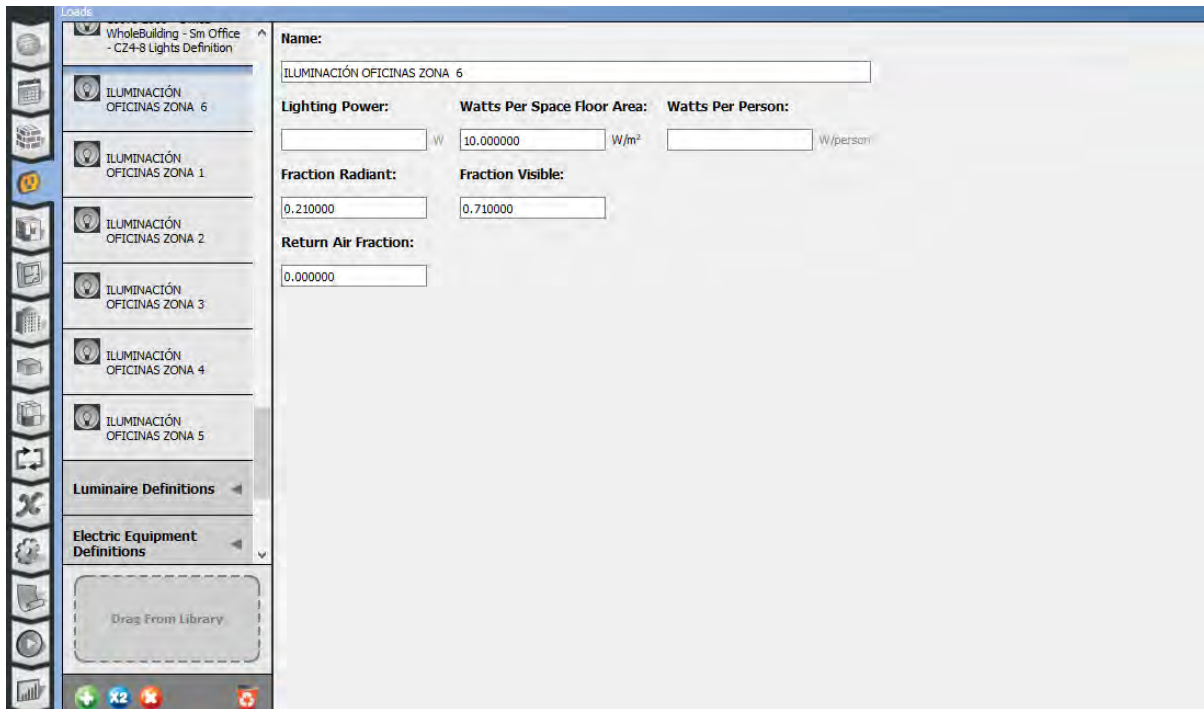 Loads
WholeBuilding - Sm Office
- CZ4-8 Lights Definition
ILUMINACIÓN
OFICINAS ZONA 6
ILUMINACIÓN
OFICINAS ZONA 1
ILUMINACIÓN
OFICINAS ZONA 2
ILUMINACIÓN
OFICINAS ZONA 3
ILUMINACIÓN
OFICINAS ZONA 4
ILUMINACIÓN
OFICINAS ZONA 5
Luminaire Definitions
Electric Equipment
Definitions
Drag From Library
x2
Name:
ILUMINACIÓN OFICINAS ZONA 6
Lighting Power: Watts Per Space Floor Area: Watts Per Person:
W 10.000000 W/m² W/person
Fraction Radiant: Fraction Visible:
0.210000 0.710000
Return Air Fraction:
0.000000